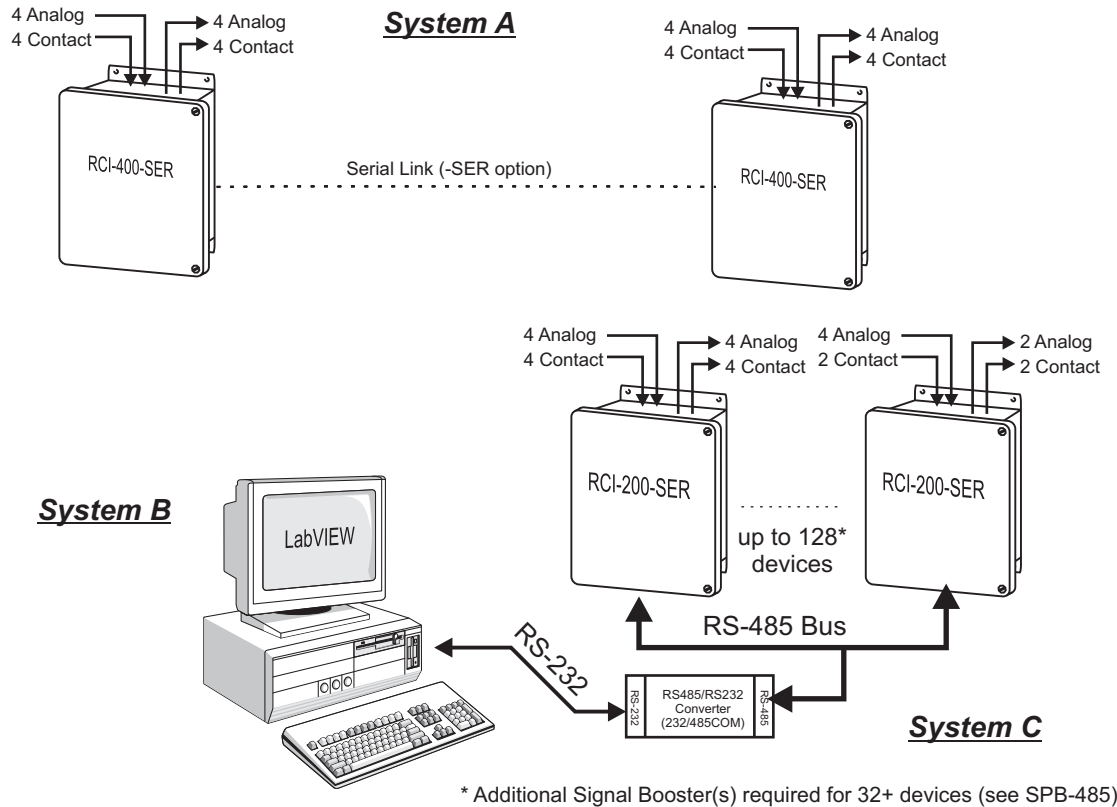 System A
4 Analog
4 Contact
4 Analog
4 Contact
RCI-400-SER
Serial Link (-SER option)
4 Analog
4 Contact
4 Analog
4 Contact
RCI-400-SER
4 Analog
4 Contact
4 Analog
4 Contact
RCI-200-SER
4 Analog
2 Contact
2 Analog
2 Contact
RCI-200-SER
up to 128*
devices
System B
LabVIEW
RS-485 Bus
RS-232
RS-232
RS485/RS232
Converter
(232/485COM)
RS-485
System C
* Additional Signal Booster(s) required for 32+ devices (see SPB-485)